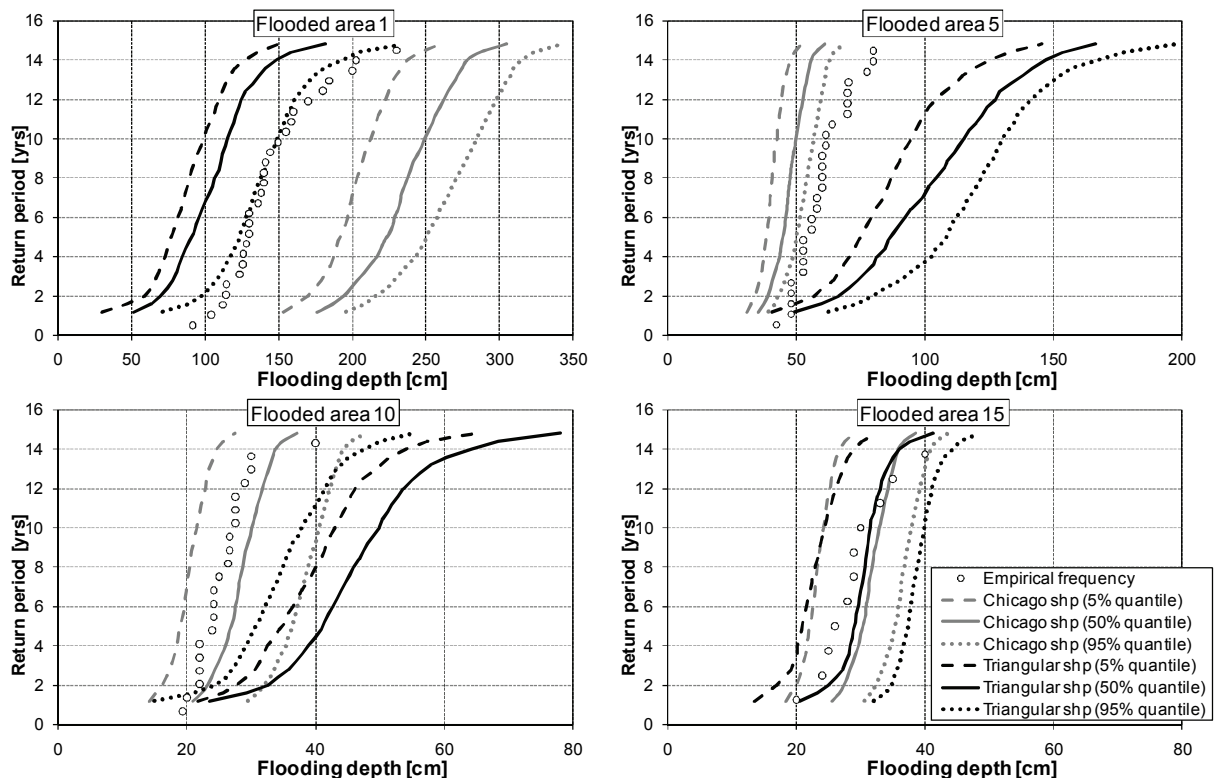 Flooded area 1
Return period [yrs]
16
14
12
10
8
6
4
2
0
0 50 100 150 200 250 300 350
Flooding depth [cm]
Flooded area 5
Return period [yrs]
16
14
12
10
8
6
4
2
0
0 50 100 150 200
Flooding depth [cm]
Flooded area 10
Return period [yrs]
16
14
12
10
8
6
4
2
0
0 20 40 60 80
Flooding depth [cm]
Flooded area 15
Return period [yrs]
16
14
12
10
8
6
4
2
0
0 20 40 60 80
Flooding depth [cm]
Empirical frequency
Chicago shp (5% quantile)
Chicago shp (50% quantile)
Chicago shp (95% quantile)
Triangular shp (5% quantile)
Triangular shp (50% quantile)
Triangular shp (95% quantile)